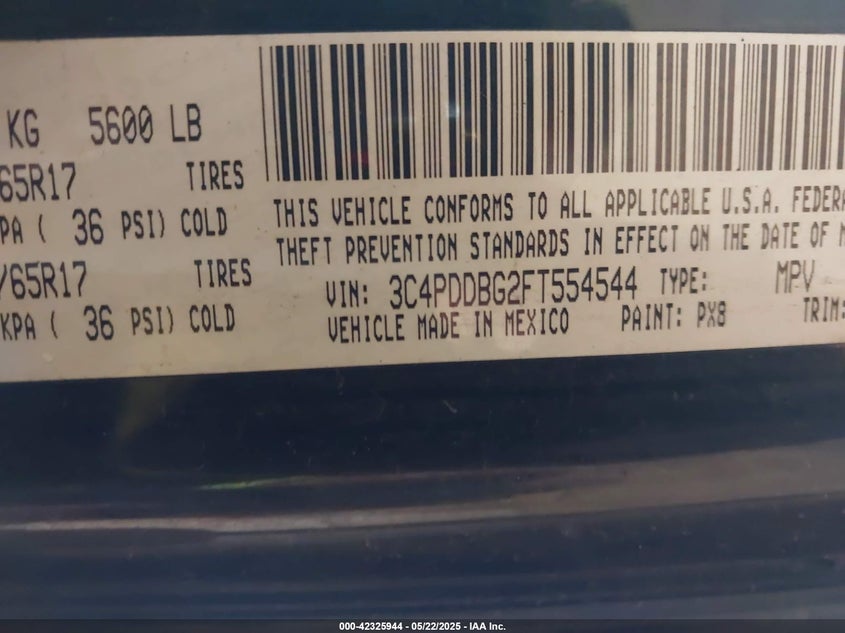 KG 5600 LB
65R17 TIRES
PA ( 36 PSI) COLD
/65R17 TIRES
KPA ( 36 PSI) COLD
THIS VEHICLE CONFORMS TO ALL APPLICABLE U.S.A. FEDERA
THEFT PREVENTION STANDARDS IN EFFECT ON THE DATE OF M
VIN: 3C4PDDBG2FT554544 TYPE: MPV
VEHICLE MADE IN MEXICO PAINT: PX8 TRIM:
000-42325944 - 05/22/2025 - IAA Inc.